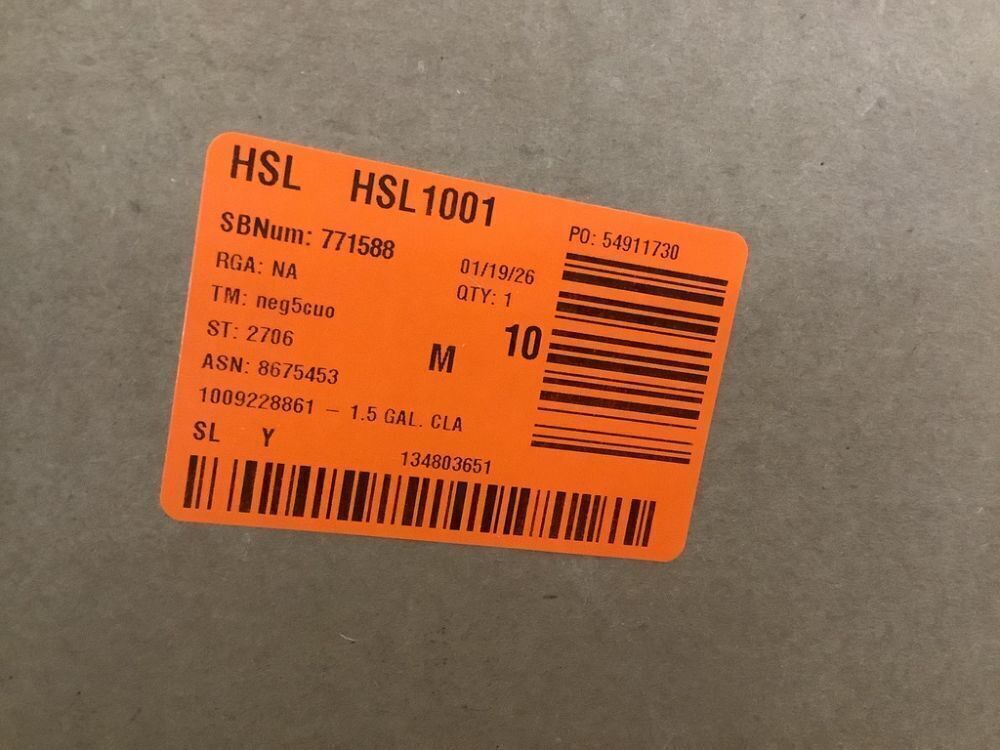 HSL HSL1001
SBNum: 771588
PO: 54911730
RGA: NA
01/19/26
TM: neg5cuo
QTY: 1
ST: 2706
M 10
ASN: 8675453
1009228861 – 1.5 GAL. CLA
SL Y
134803651